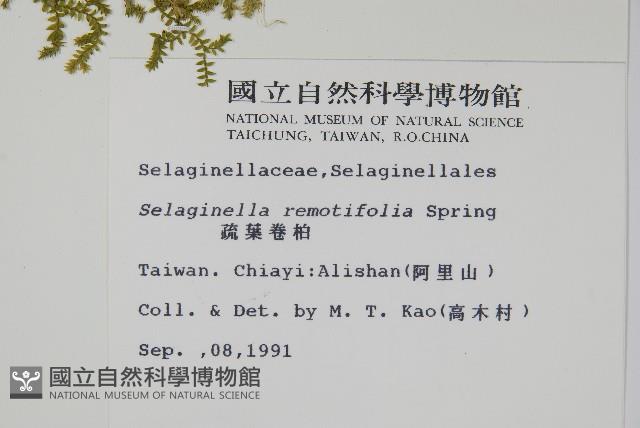 國立自然科學博物館
NATIONAL MUSEUM OF NATURAL SCIENCE
TAICHUNG, TAIWAN, R.O.CHINA
Selaginellaceae,Selaginellales
Selaginella remotifolia Spring
疏葉卷柏
Taiwan. Chiayi:Alishan(阿里山)
Coll. & Det. by M. T. Kao(高木村)
Sep. ,08,1991
國立自然科學博物館
NATIONAL MUSEUM OF NATURAL SCIENCE